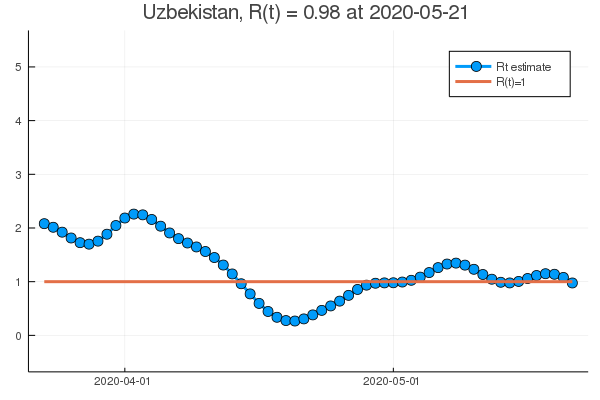 Uzbekistan, R(t) = 0.98 at 2020-05-21
5
4
3
2
1
0
Rt estimate
R(t)=1
2020-04-01
2020-05-01